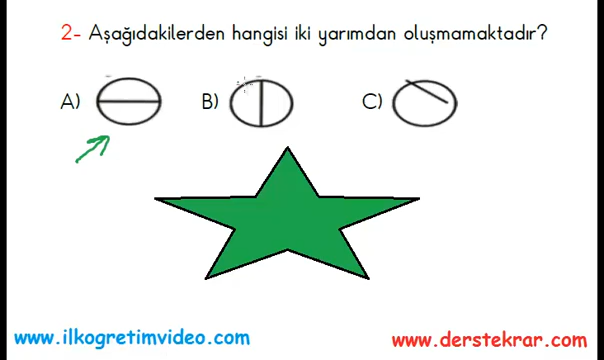 2- Aşağıdakilerden hangisi iki yarımdan oluşmamaktadır?
A) B) C)
www.ilkogretimvideo.com www.derstekrar.com